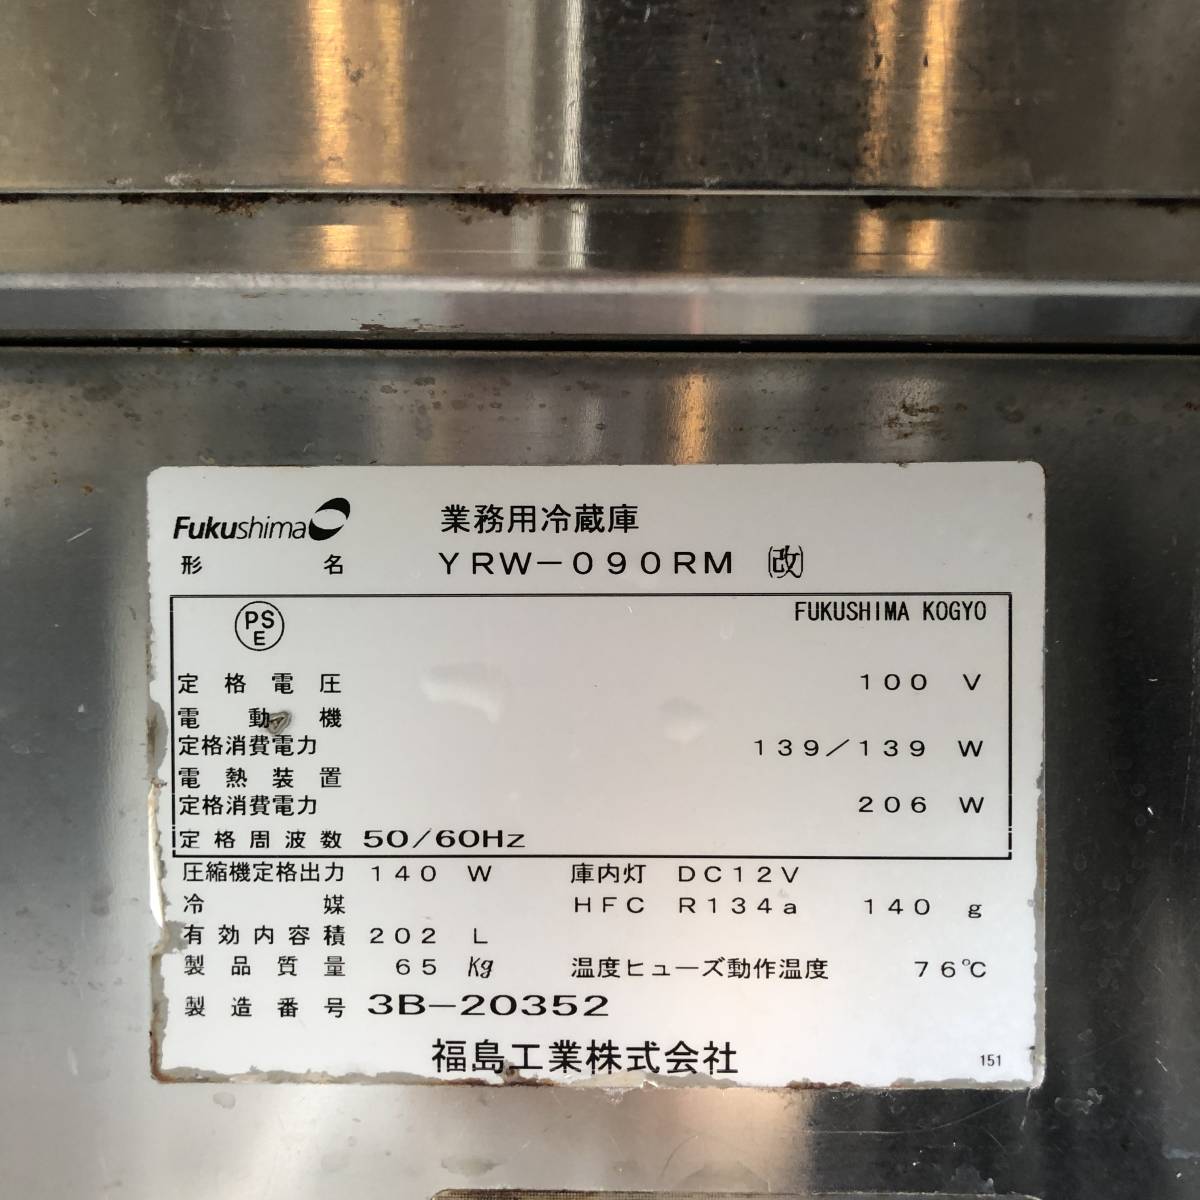 Fukushima 業務用冷蔵庫
形名 YRW-090RM ㊢
PS E FUKUSHIMA KOGYO
定格電圧 100 V
電動機
定格消費電力 139/139 W
電熱装置
定格消費電力 206 W
定格周波数 50/60Hz
圧縮機定格出力 140 W 庫内灯 DC12V
冷媒 HFC R134a 140 g
有効内容積 202 L
製品質量 65 Kg 温度ヒューズ動作温度 76℃
製造番号 3B-20352
福島工業株式会社 151